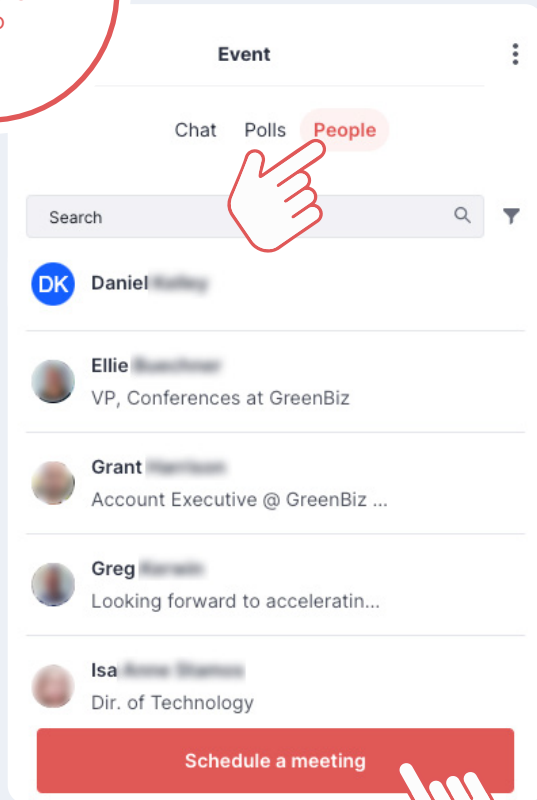 Event
Chat Polls People
Search
DK Daniel
Ellie
VP, Conferences at GreenBiz
Grant
Account Executive @ GreenBiz ...
Greg
Looking forward to acceleratin...
Isa
Dir. of Technology
Schedule a meeting